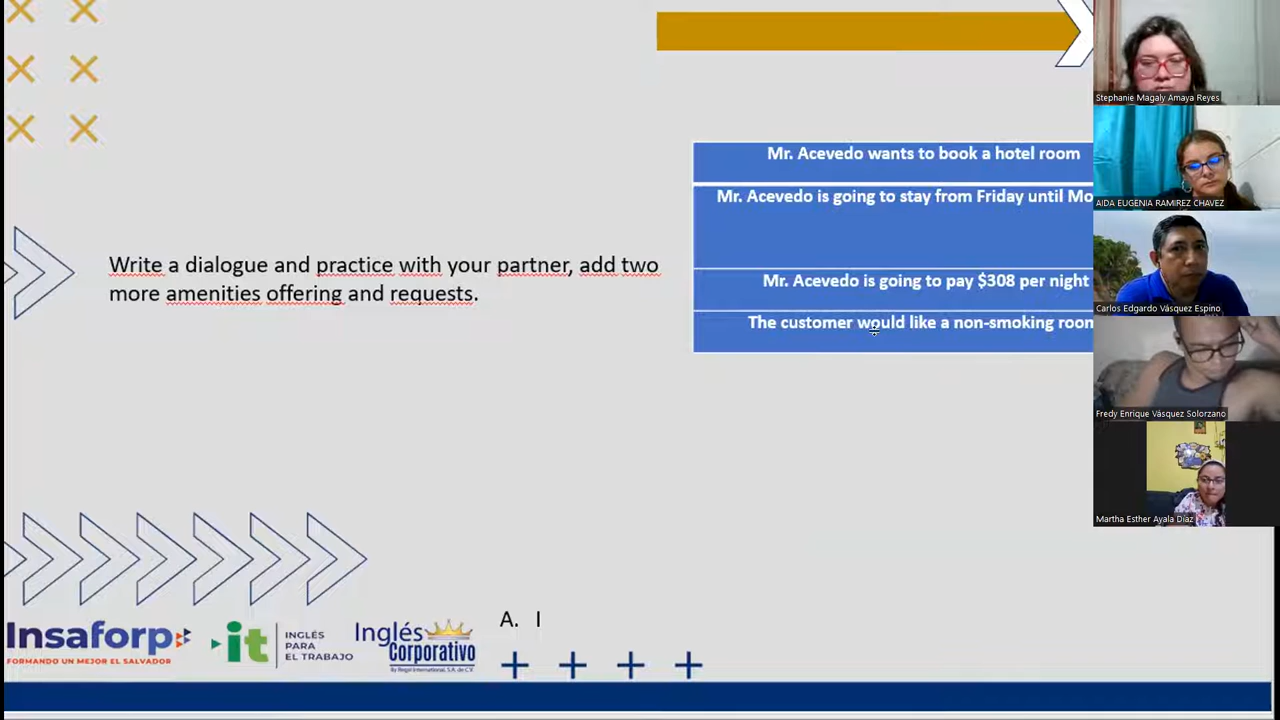 Mr. Acevedo wants to book a hotel room
Mr. Acevedo is going to stay from Friday until Mo
Write a dialogue and practice with your partner, add two
more amenities offering and requests.
Mr. Acevedo is going to pay $308 per night
The customer would like a non-smoking room
A. I
Insaforp
FORMANDO UN MEJOR EL SALVADOR
it
INGLÉS
PARA
EL TRABAJO
Inglés
Corporativo
By Regal International, S.A. de C.V.
Stephanie Magaly Amaya Reyes
AIDA EUGENIA RAMIREZ CHAVEZ
Carlos Edgardo Vásquez Espino
Fredy Enrique Vásquez Solorzano
Martha Esther Ayala Díaz